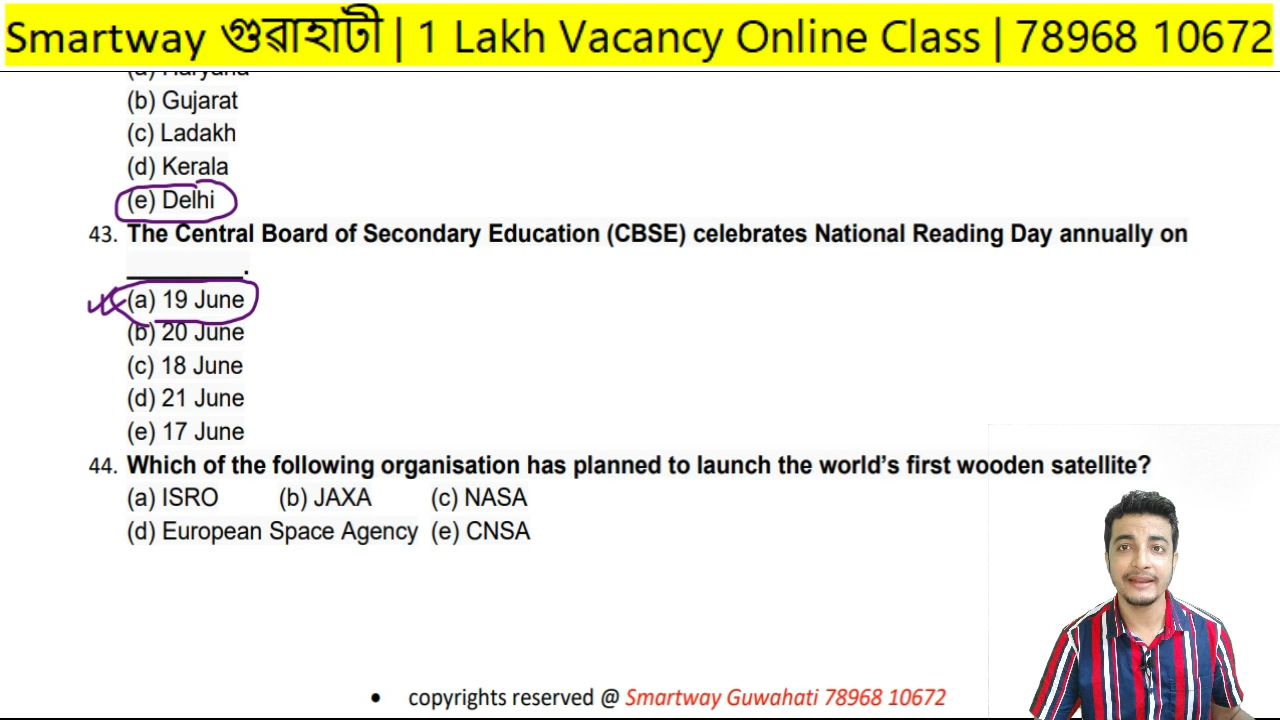 Smartway গুৱাহাটী | 1 Lakh Vacancy Online Class | 78968 10672
(a) Haryana
(b) Gujarat
(c) Ladakh
(d) Kerala
(e) Delhi
43. The Central Board of Secondary Education (CBSE) celebrates National Reading Day annually on
_________.
(a) 19 June
(b) 20 June
(c) 18 June
(d) 21 June
(e) 17 June
44. Which of the following organisation has planned to launch the world’s first wooden satellite?
(a) ISRO (b) JAXA (c) NASA
(d) European Space Agency (e) CNSA
• copyrights reserved @ Smartway Guwahati 78968 10672